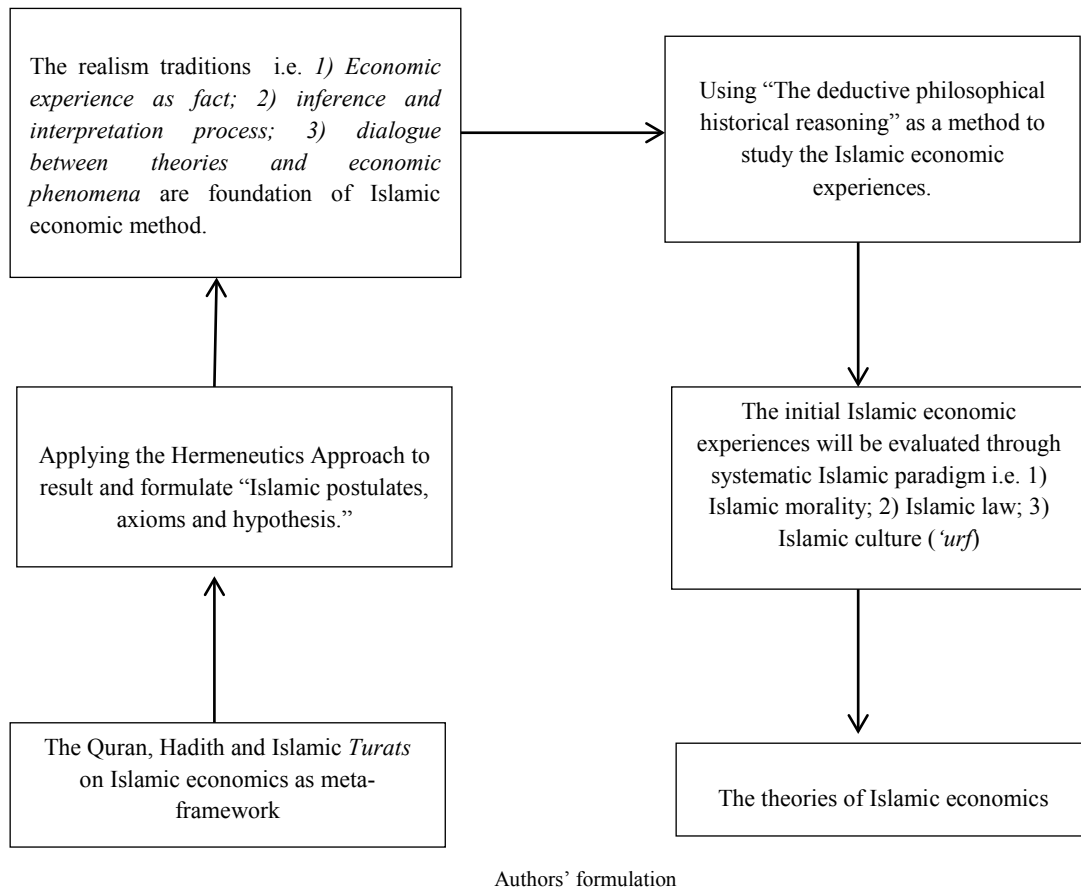 The realism traditions i.e. 1) Economic
experience as fact; 2) inference and
interpretation process; 3) dialogue
between theories and economic
phenomena are foundation of Islamic
economic method.
Using “The deductive philosophical
historical reasoning” as a method to
study the Islamic economic
experiences.
Applying the Hermeneutics Approach to
result and formulate “Islamic postulates,
axioms and hypothesis.”
The initial Islamic economic
experiences will be evaluated through
systematic Islamic paradigm i.e. 1)
Islamic morality; 2) Islamic law; 3)
Islamic culture (‘urf)
The Quran, Hadith and Islamic Turats
on Islamic economics as meta-
framework
The theories of Islamic economics
Authors’ formulation